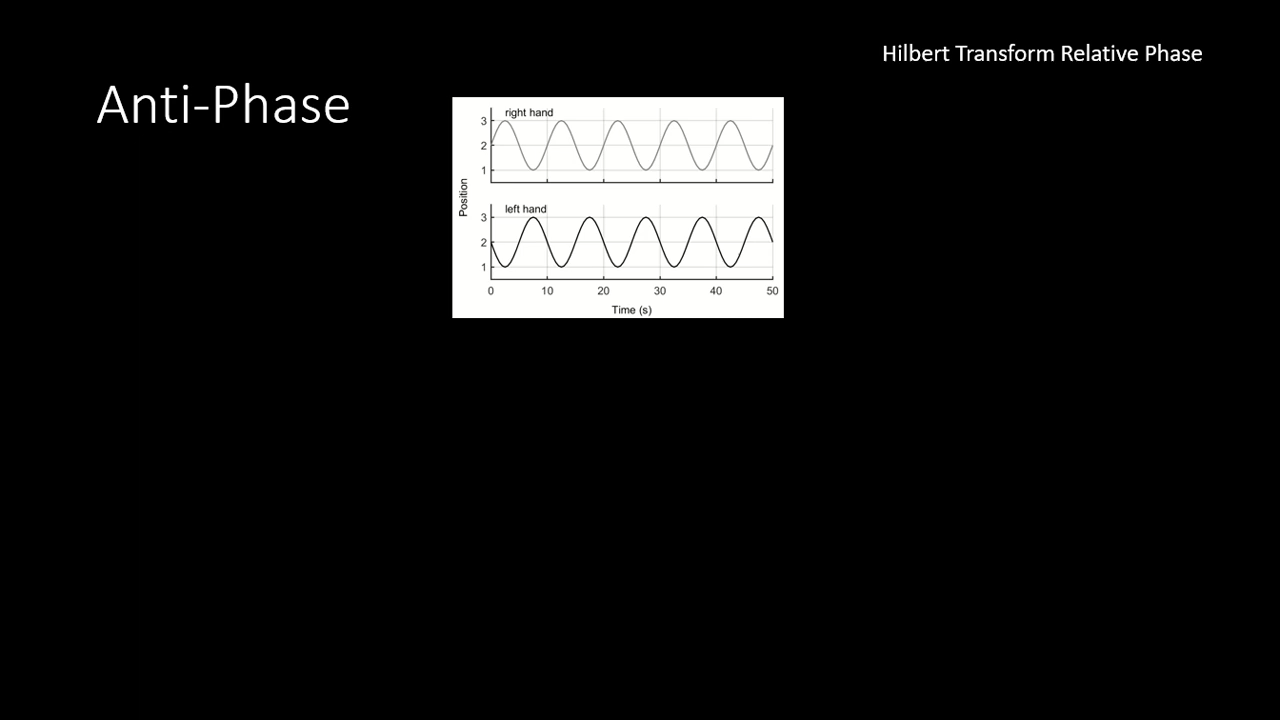 Hilbert Transform Relative Phase
Anti-Phase
right hand
3
2
1
Position
left hand
3
2
1
0 10 20 30 40 50
Time (s)